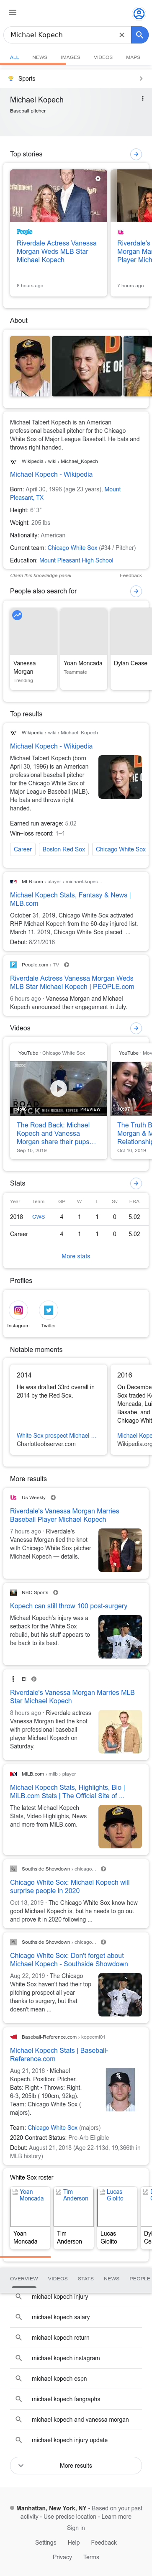 Michael Kopech
ALL NEWS IMAGES VIDEOS MAPS
Sports
Michael Kopech
Baseball pitcher
Top stories
People
Riverdale Actress Vanessa
Morgan Weds MLB Star
Michael Kopech
6 hours ago
Riverdale's
Morgan Mar
Player Mich
7 hours ago
About
Michael Talbert Kopech is an American
professional baseball pitcher for the Chicago
White Sox of Major League Baseball. He bats and
throws right handed.
Wikipedia › wiki › Michael_Kopech
Michael Kopech - Wikipedia
Born: April 30, 1996 (age 23 years), Mount
Pleasant, TX
Height: 6′ 3″
Weight: 205 lbs
Nationality: American
Current team: Chicago White Sox (#34 / Pitcher)
Education: Mount Pleasant High School
Claim this knowledge panel
Feedback
People also search for
Vanessa
Morgan
Trending
Yoan Moncada
Teammate
Dylan Cease
Top results
Wikipedia › wiki › Michael_Kopech
Michael Kopech - Wikipedia
Michael Talbert Kopech (born
April 30, 1996) is an American
professional baseball pitcher
for the Chicago White Sox of
Major League Baseball (MLB).
He bats and throws right
handed.
Earned run average: 5.02
Win–loss record: 1–1
Career
Boston Red Sox
Chicago White Sox
MLB.com › player › michael-kopec...
Michael Kopech Stats, Fantasy & News |
MLB.com
October 31, 2019, Chicago White Sox activated
RHP Michael Kopech from the 60-day injured list.
March 11, 2019, Chicago White Sox placed ...
Debut: 8/21/2018
People.com › TV
Riverdale Actress Vanessa Morgan Weds
MLB Star Michael Kopech | PEOPLE.com
6 hours ago · Vanessa Morgan and Michael
Kopech announced their engagement in July.
Videos
YouTube · Chicago White Sox
ROAD
BACK
WITH MICHAEL KOPECH
PREVIEW
The Road Back: Michael
Kopech and Vanessa
Morgan share their pups…
Sep 10, 2019
YouTube
The Truth B
Morgan & M
Relationship
Oct 10, 2019
Stats
Year Team GP W L Sv ERA
2018 CWS 4 1 1 0 5.02
Career 4 1 1 0 5.02
More stats
Profiles
Instagram
Twitter
Notable moments
2014
He was drafted 33rd overall in
2014 by the Red Sox.
White Sox prospect Michael ...
Charlotteobserver.com
2016
On Decembe
Sox traded K
Moncada, Lui
Basabe, and
Chicago Whit
Michael Kope
Wikipedia.org
More results
Us Weekly
Riverdale's Vanessa Morgan Marries
Baseball Player Michael Kopech
7 hours ago · Riverdale's
Vanessa Morgan tied the knot
with Chicago White Sox pitcher
Michael Kopech — details.
NBC Sports
Kopech can still throw 100 post-surgery
Michael Kopech's injury was a
setback for the White Sox
rebuild, but his stuff appears to
be back to its best.
E!
Riverdale's Vanessa Morgan Marries MLB
Star Michael Kopech
8 hours ago · Riverdale actress
Vanessa Morgan tied the knot
with professional baseball
player Michael Kopech on
Saturday.
MiLB.com › milb › player
Michael Kopech Stats, Highlights, Bio |
MiLB.com Stats | The Official Site of ...
The latest Michael Kopech
Stats, Video Highlights, News
and more from MiLB.com.
Southside Showdown › chicago...
Chicago White Sox: Michael Kopech will
surprise people in 2020
Oct 18, 2019 · The Chicago White Sox know how
good Michael Kopech is, but he needs to go out
and prove it in 2020 following ...
Southside Showdown › chicago...
Chicago White Sox: Don't forget about
Michael Kopech - Southside Showdown
Aug 22, 2019 · The Chicago
White Sox haven't had their top
pitching prospect all year
thanks to surgery, but that
doesn't mean ...
Baseball-Reference.com › kopecmi01
Michael Kopech Stats | Baseball-
Reference.com
Aug 21, 2018 · Michael
Kopech. Position: Pitcher.
Bats: Right • Throws: Right.
6-3, 205lb ( 190cm, 92kg).
Team: Chicago White Sox (
majors).
Team: Chicago White Sox (majors)
2020 Contract Status: Pre-Arb Eligible
Debut: August 21, 2018 (Age 22-113d, 19,366th in
MLB history)
White Sox roster
Yoan
Moncada
Yoan
Moncada
Tim
Anderson
Tim
Anderson
Lucas
Giolito
Lucas
Giolito
OVERVIEW VIDEOS STATS NEWS PEOPLE
michael kopech injury
michael kopech salary
michael kopech return
michael kopech instagram
michael kopech espn
michael kopech fangraphs
michael kopech and vanessa morgan
michael kopech injury update
More results
Manhattan, New York, NY - Based on your past
activity - Use precise location - Learn more
Sign in
Settings Help Feedback
Privacy Terms